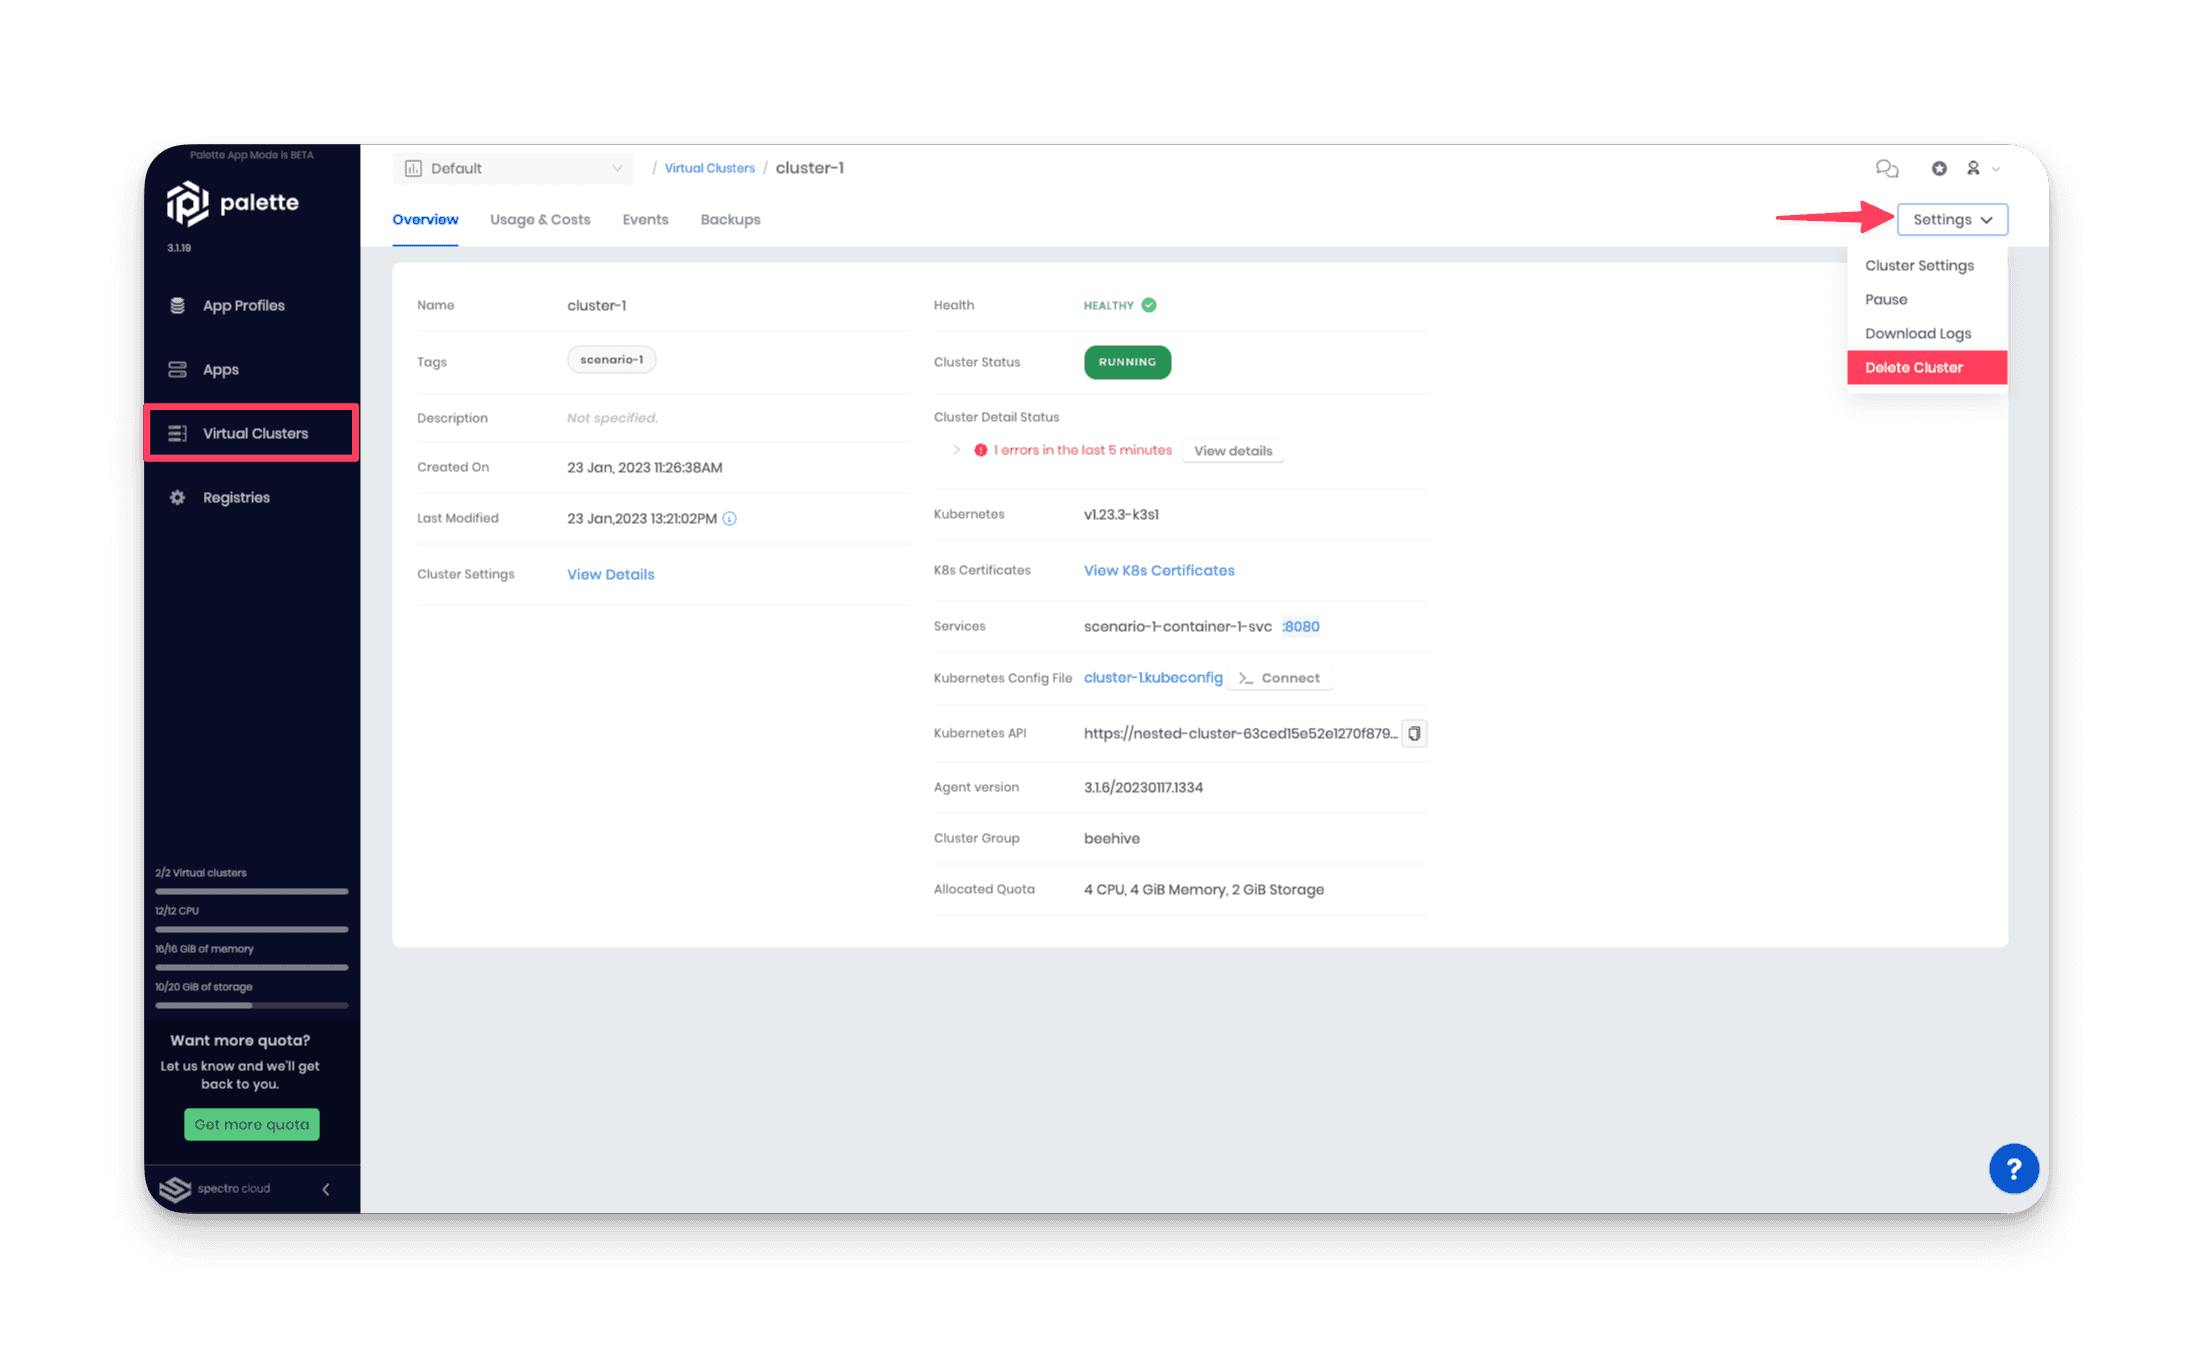 Palette App Mode is BETA
palette
3.1.19
App Profiles
Apps
Virtual Clusters
Registries
2/2 Virtual clusters
12/12 CPU
16/16 GiB of memory
10/20 GiB of storage
Want more quota?
Let us know and we'll get
back to you.
Get more quota
spectro cloud
Default / Virtual Clusters / cluster-1
Overview Usage & Costs Events Backups
Settings
Cluster Settings
Pause
Download Logs
Delete Cluster
Name cluster-1
Tags scenario-1
Description Not specified.
Created On 23 Jan, 2023 11:26:38AM
Last Modified 23 Jan,2023 13:21:02PM
Cluster Settings View Details
Health HEALTHY
Cluster Status RUNNING
Cluster Detail Status
1 errors in the last 5 minutes View details
Kubernetes v1.23.3-k3s1
K8s Certificates View K8s Certificates
Services scenario-1-container-1-svc :8080
Kubernetes Config File cluster-1.kubeconfig Connect
Kubernetes API https://nested-cluster-63ced15e52e1270f879...
Agent version 3.1.6/20230117.1334
Cluster Group beehive
Allocated Quota 4 CPU, 4 GiB Memory, 2 GiB Storage
?